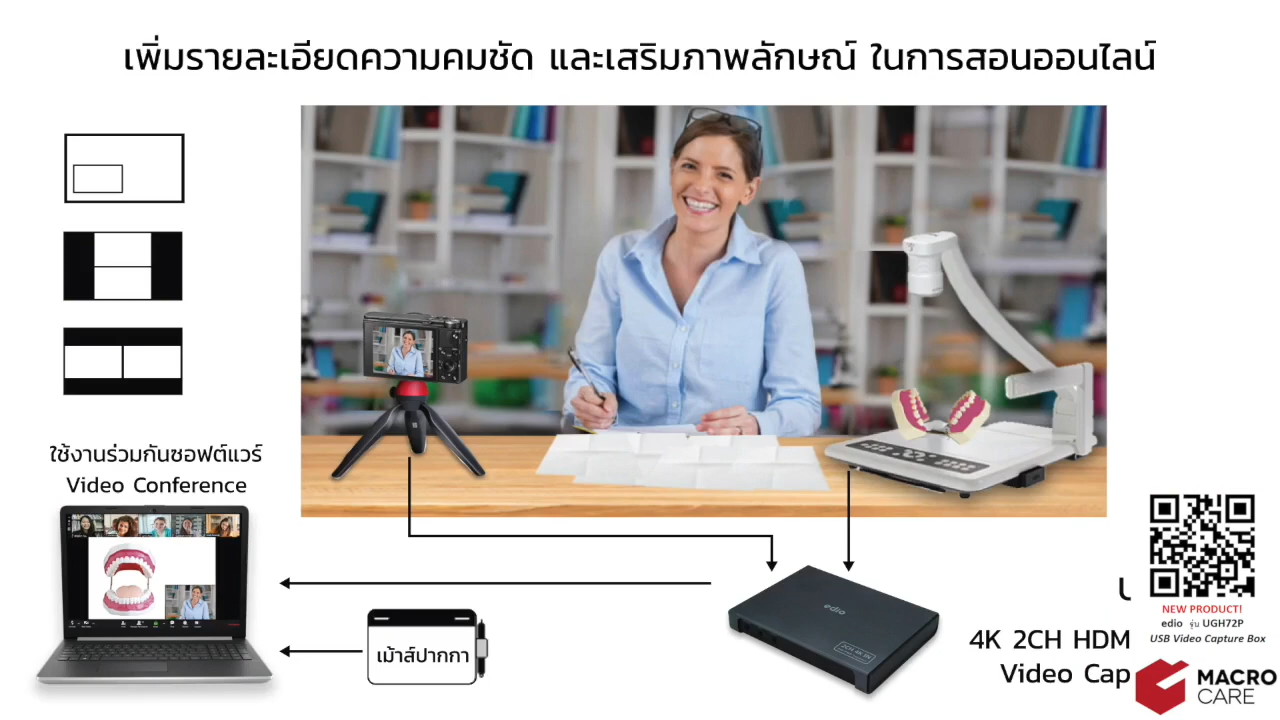 เพิ่มรายละเอียดความคมชัด และเสริมภาพลักษณ์ ในการสอนออนไลน์
ใช้งานร่วมกันซอฟต์แวร์
Video Conference
เม้าส์ปากกา
edio
2CH 4K IN
4K 2CH HDM
Video Cap
NEW PRODUCT!
edio รุ่น UGH72P
USB Video Capture Box
MACRO
CARE